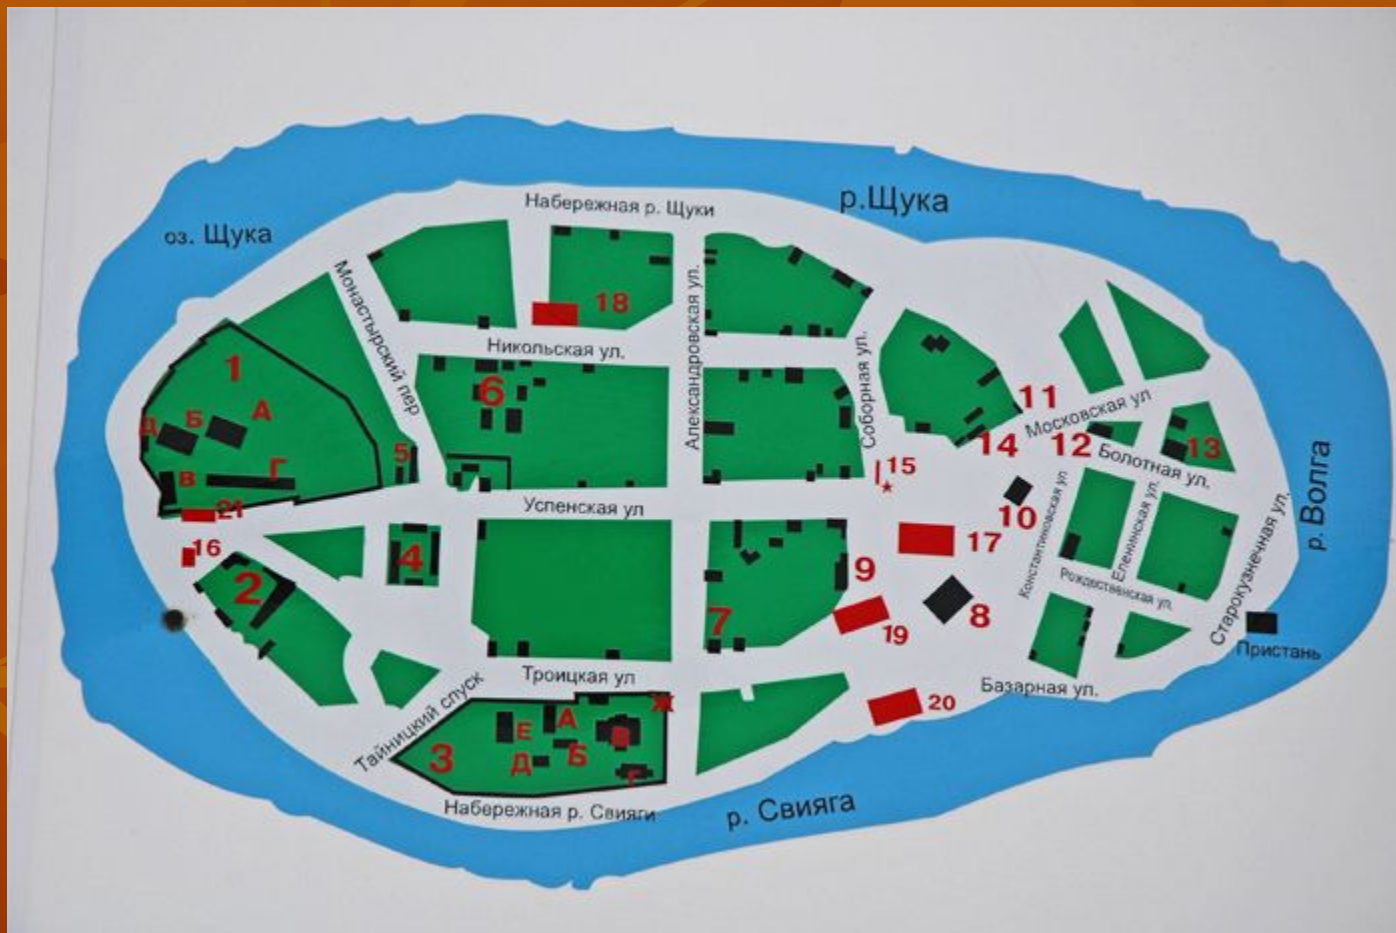 Набережная р. Щуки
р.Щука
оз. Щука
Монастырский пер
18
Александровская ул.
Никольская ул.
Соборная ул.
1
6
11
Московская ул
Д
Б
А
14
12
13
Болотная ул.
5
15
В
Г
р. Волга
21
Успенская ул
10
Константиновская ул
Еленинская ул.
Старокузнечная ул.
16
4
17
9
2
Рождественская ул.
7
19
8
Пристань
Троицкая ул
Базарная ул.
Тайницкий спуск
Ж
20
А
Е
В
3
Д
Б
Г
Набережная р. Свияги
р. Свияга